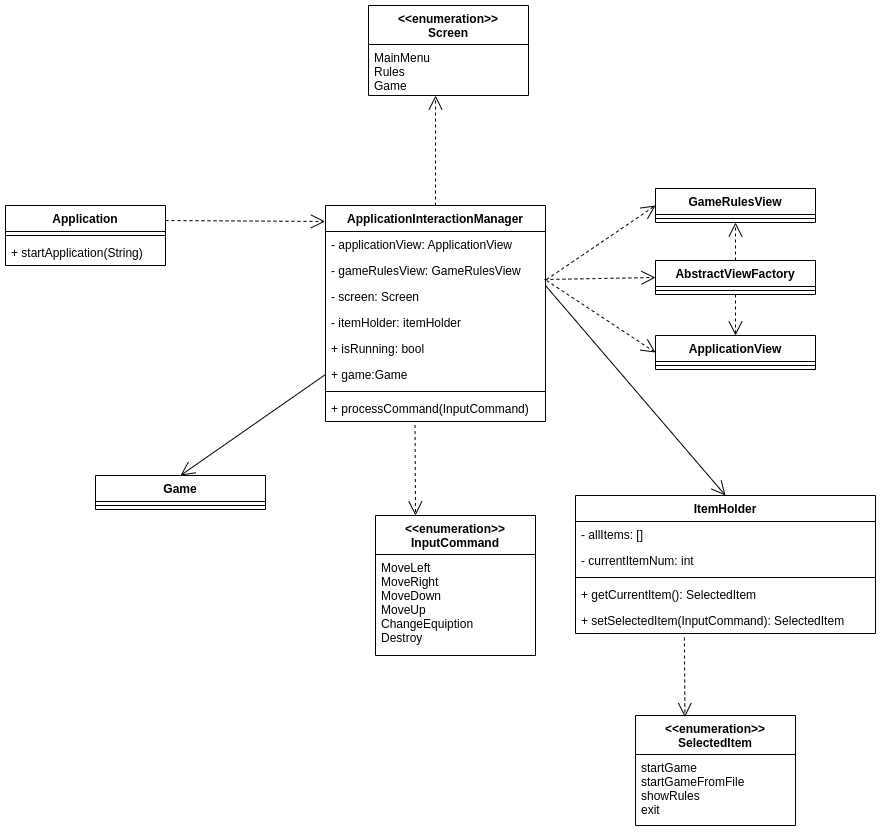 <<enumeration>>
Screen
MainMenu
Rules
Game
Application
+ startApplication(String)
ApplicationInteractionManager
- applicationView: ApplicationView
- gameRulesView: GameRulesView
- screen: Screen
- itemHolder: itemHolder
+ isRunning: bool
+ game:Game
+ processCommand(InputCommand)
GameRulesView
AbstractViewFactory
ApplicationView
Game
<<enumeration>>
InputCommand
MoveLeft
MoveRight
MoveDown
MoveUp
ChangeEquiption
Destroy
ItemHolder
- allItems: []
- currentItemNum: int
+ getCurrentItem(): SelectedItem
+ setSelectedItem(InputCommand): SelectedItem
<<enumeration>>
SelectedItem
startGame
startGameFromFile
showRules
exit